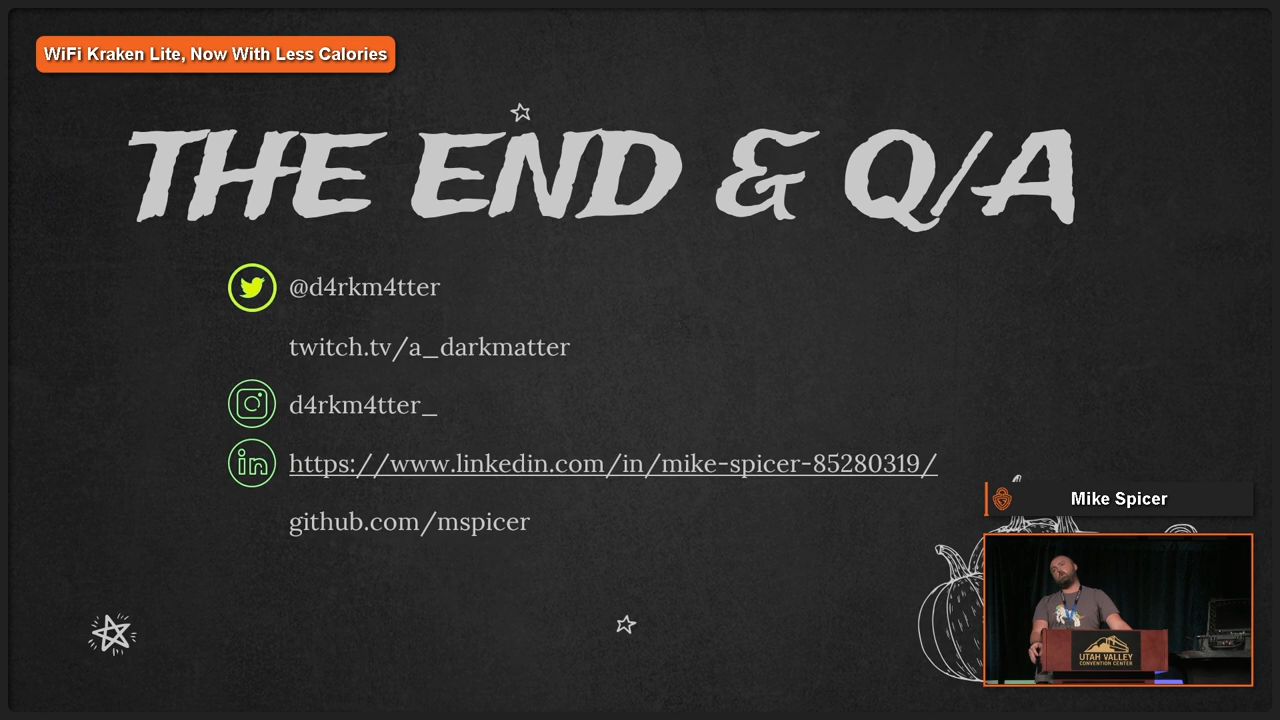 WiFi Kraken Lite, Now With Less Calories
THE END & Q/A
@d4rkm4tter
twitch.tv/a_darkmatter
d4rkm4tter_
https://www.linkedin.com/in/mike-spicer-85280319/
github.com/mspicer
Mike Spicer
UTAH VALLEY
CONVENTION CENTER